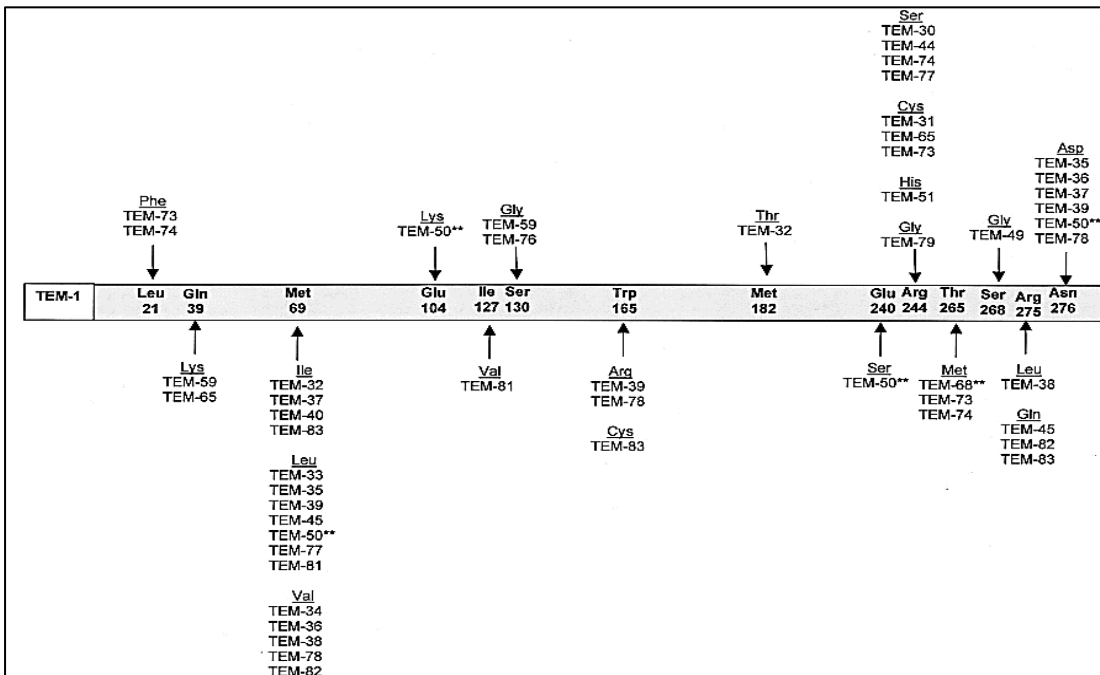 Ser
TEM-30
TEM-44
TEM-74
TEM-77
Cys
TEM-31
TEM-65
TEM-73
His
TEM-51
Gly
TEM-79
Phe
TEM-73
TEM-74
Lys
TEM-50**
Gly
TEM-59
TEM-76
Thr
TEM-32
Gly
TEM-49
Asp
TEM-35
TEM-36
TEM-37
TEM-39
TEM-50**
TEM-78
TEM-1
Leu
21
Gln
39
Met
69
Glu
104
Ile
127
Ser
130
Trp
165
Met
182
Glu
240
Arg
244
Thr
265
Ser
268
Arg
275
Asn
276
Lys
TEM-59
TEM-65
Ile
TEM-32
TEM-37
TEM-40
TEM-83
Leu
TEM-33
TEM-35
TEM-39
TEM-45
TEM-50**
TEM-77
TEM-81
Val
TEM-34
TEM-36
TEM-38
TEM-78
TEM-82
Val
TEM-81
Arg
TEM-39
TEM-78
Cys
TEM-83
Ser
TEM-50**
Met
TEM-68**
TEM-73
TEM-74
Leu
TEM-38
Gln
TEM-45
TEM-82
TEM-83